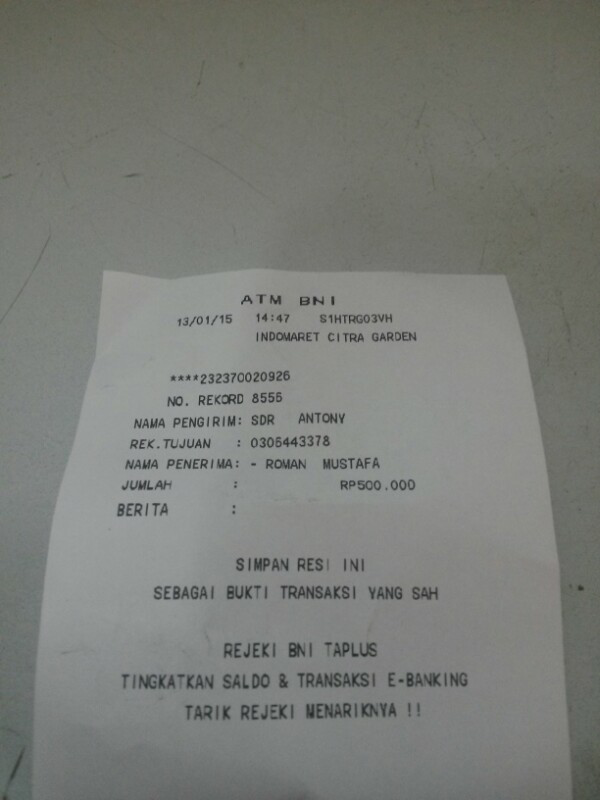 ATM BNI
13/01/15 14:47 S1HTRG03VH
INDOMARET CITRA GARDEN
****232370020926
NO. REKORD 8556
NAMA PENGIRIM: SDR ANTONY
REK.TUJUAN : 0306443378
NAMA PENERIMA: - ROMAN MUSTAFA
JUMLAH : RP500.000
BERITA :
SIMPAN RESI INI
SEBAGAI BUKTI TRANSAKSI YANG SAH
REJEKI BNI TAPLUS
TINGKATKAN SALDO & TRANSAKSI E-BANKING
TARIK REJEKI MENARIKNYA !!